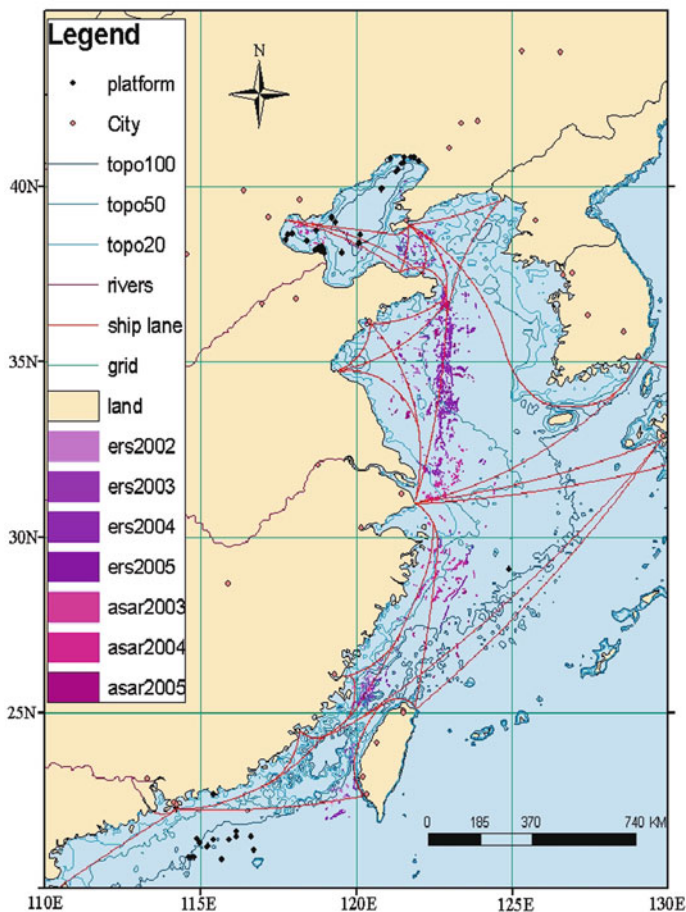 Legend
platform
City
topo100
topo50
topo20
rivers
ship lane
grid
land
ers2002
ers2003
ers2004
ers2005
asar2003
asar2004
asar2005
N
40N
35N
30N
25N
0 185 370 740 KM
110E 115E 120E 125E 130E